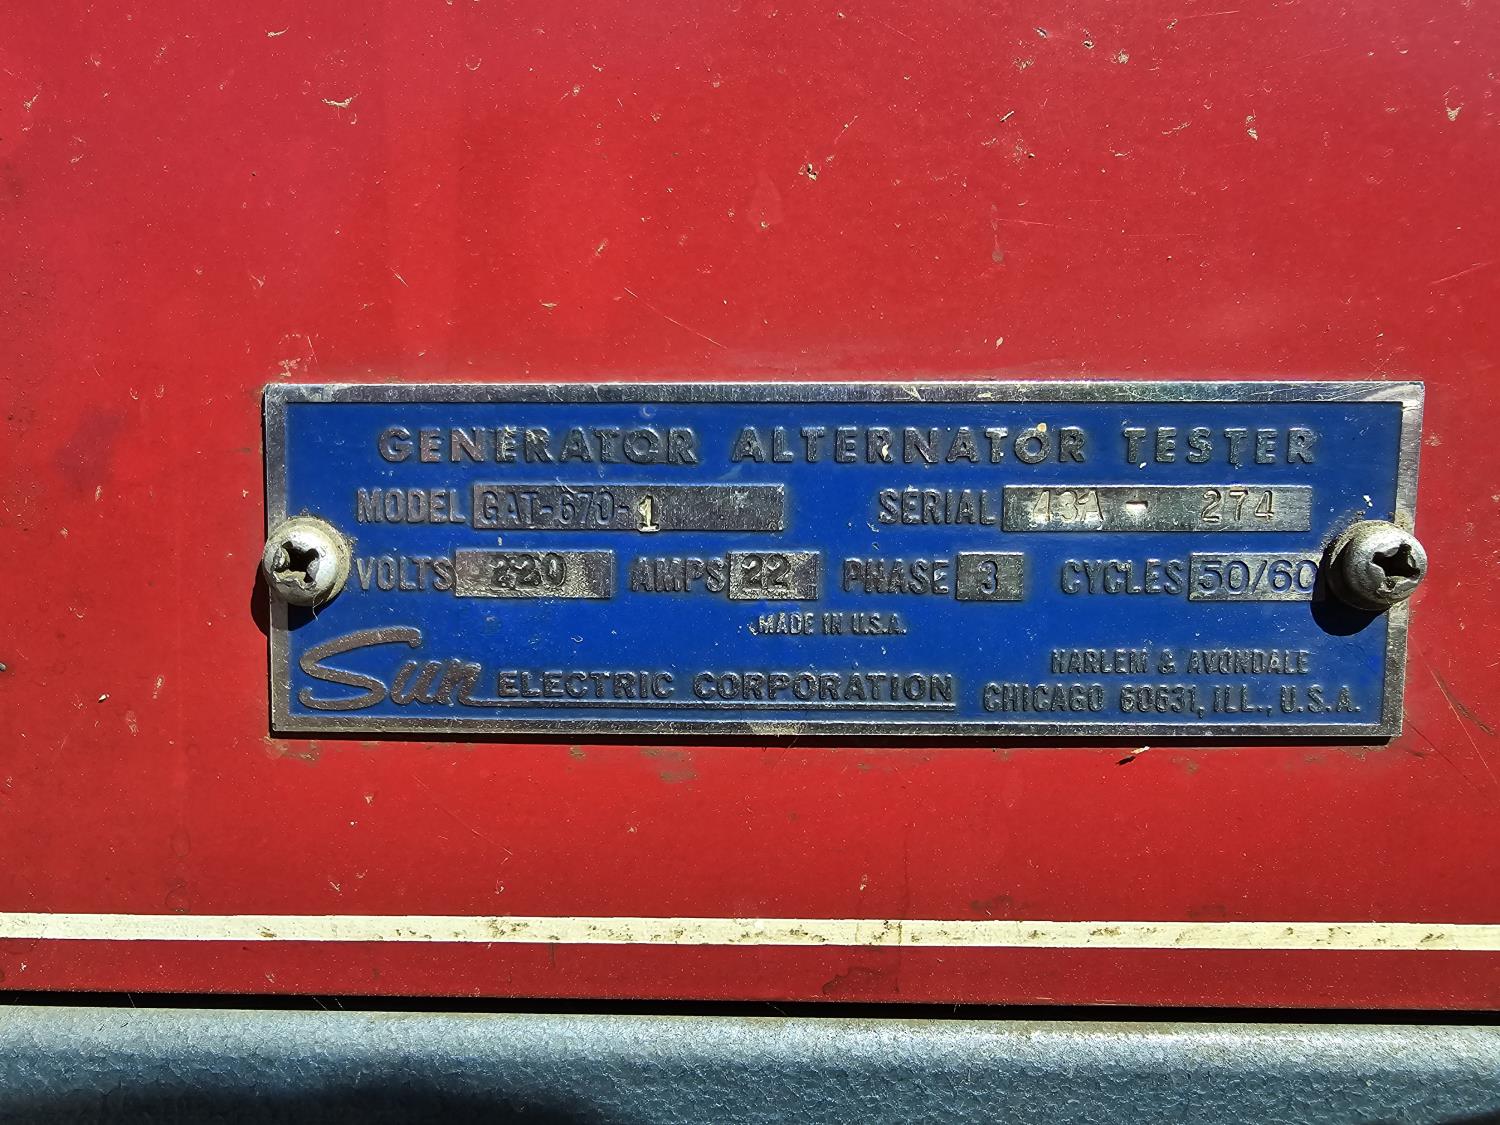 GENERATOR ALTERNATOR TESTER
MODEL GAT-670-1 SERIAL 431 - 274
VOLTS 220 AMPS 22 PHASE 3 CYCLES 50/60
MADE IN U.S.A.
Sun ELECTRIC CORPORATION
HARLEM & AVONDALE
CHICAGO 60631, ILL., U.S.A.